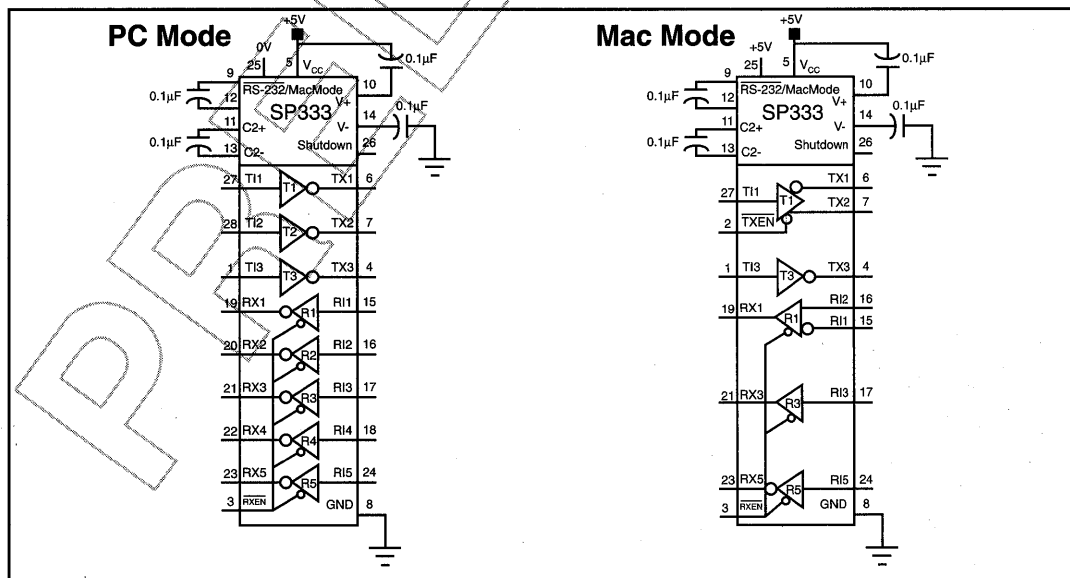 PC Mode
+5V
0V
25
5
VCC
0.1µF
9
10
RS-232/MacMode
V+
0.1µF
12
SP333
0.1µF
11
C2+
14
V-
0.1µF
13
C2-
Shutdown
26
27 TI1 T1 TX1 6
28 TI2 T2 TX2 7
1 TI3 T3 TX3 4
19 RX1 R1 RI1 15
20 RX2 R2 RI2 16
21 RX3 R3 RI3 17
22 RX4 R4 RI4 18
23 RX5 R5 RI5 24
3 RXEN GND 8
Mac Mode
+5V
+5V
25
5
VCC
0.1µF
9
10
RS-232/MacMode
V+
0.1µF
12
SP333
0.1µF
11
C2+
14
V-
0.1µF
13
C2-
Shutdown
26
27 TI1 T1 TX1 6
TX2 7
2 TXEN
1 TI3 T3 TX3 4
19 RX1 R1 RI2 16
RI1 15
21 RX3 R3 RI3 17
23 RX5 R5 RI5 24
3 RXEN GND 8